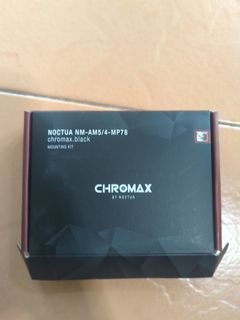 NOCTUA NM-AM5/4-MP78
chromax.black
MOUNTING KIT
CHROMAX
BY NOCTUA